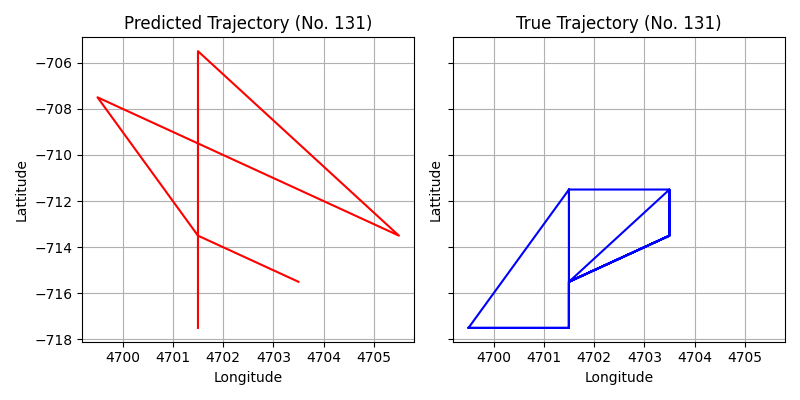 Predicted Trajectory (No. 131)
−706
−708
−710
−712
−714
−716
−718
Lattitude
4700 4701 4702 4703 4704 4705
Longitude
True Trajectory (No. 131)
Lattitude
4700 4701 4702 4703 4704 4705
Longitude